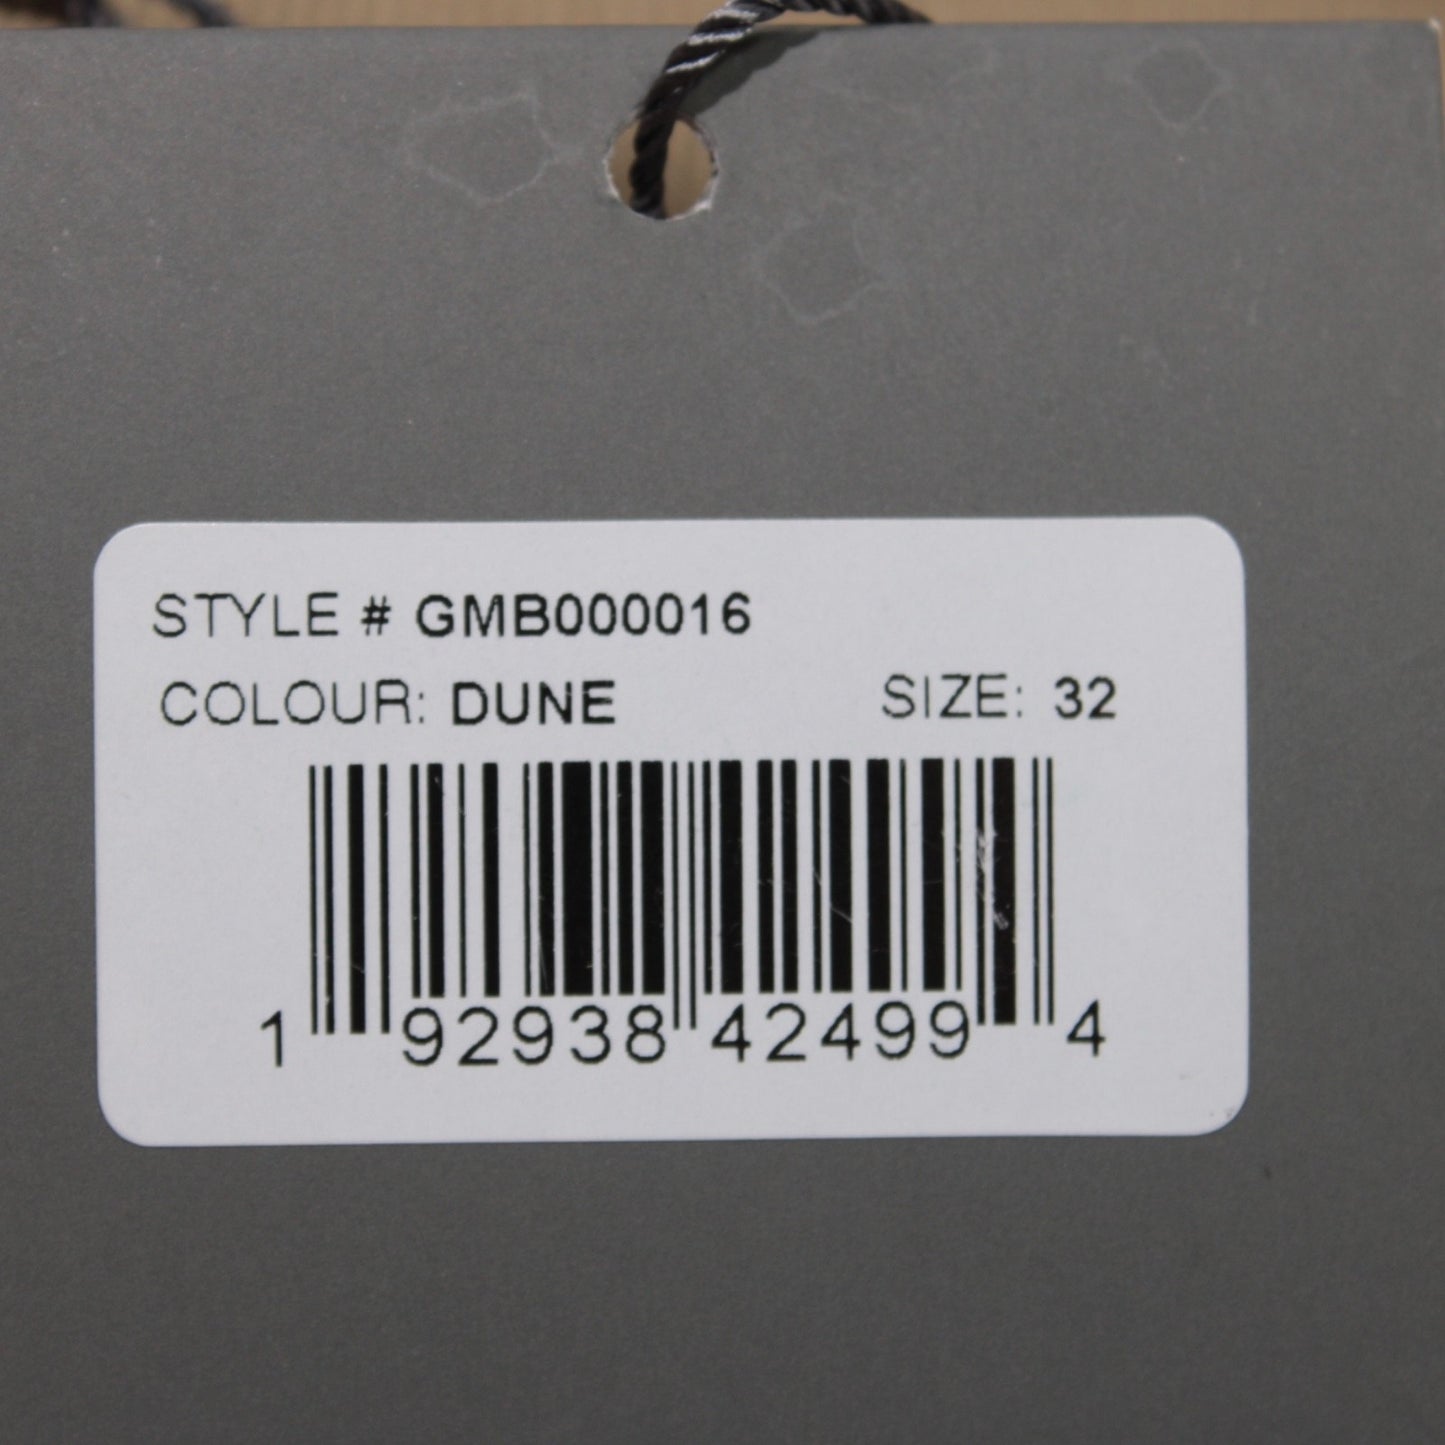 STYLE # GMB000016
COLOUR: DUNE SIZE: 32
1 92938 42499 4